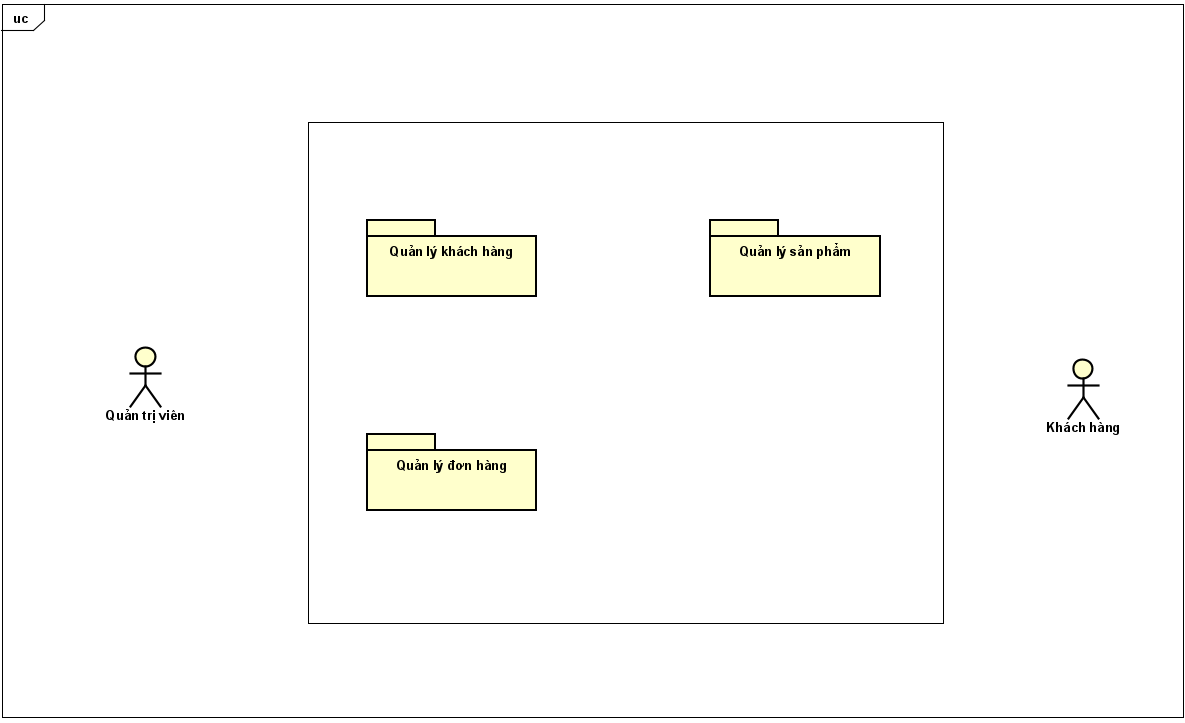 uc
Quản lý khách hàng
Quản lý sản phẩm
Quản trị viên
Khách hàng
Quản lý đơn hàng